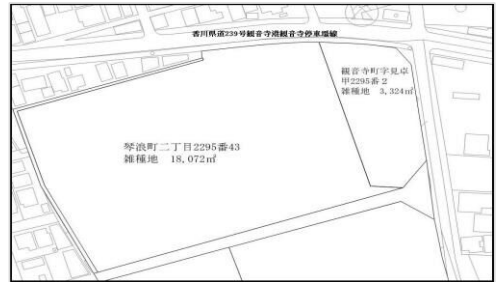 香川県道239号観音寺港観音寺停車場線
観音寺町字見卓
甲2295番2
雑種地 3,324㎡
琴浪町二丁目2295番43
雑種地 18,072㎡